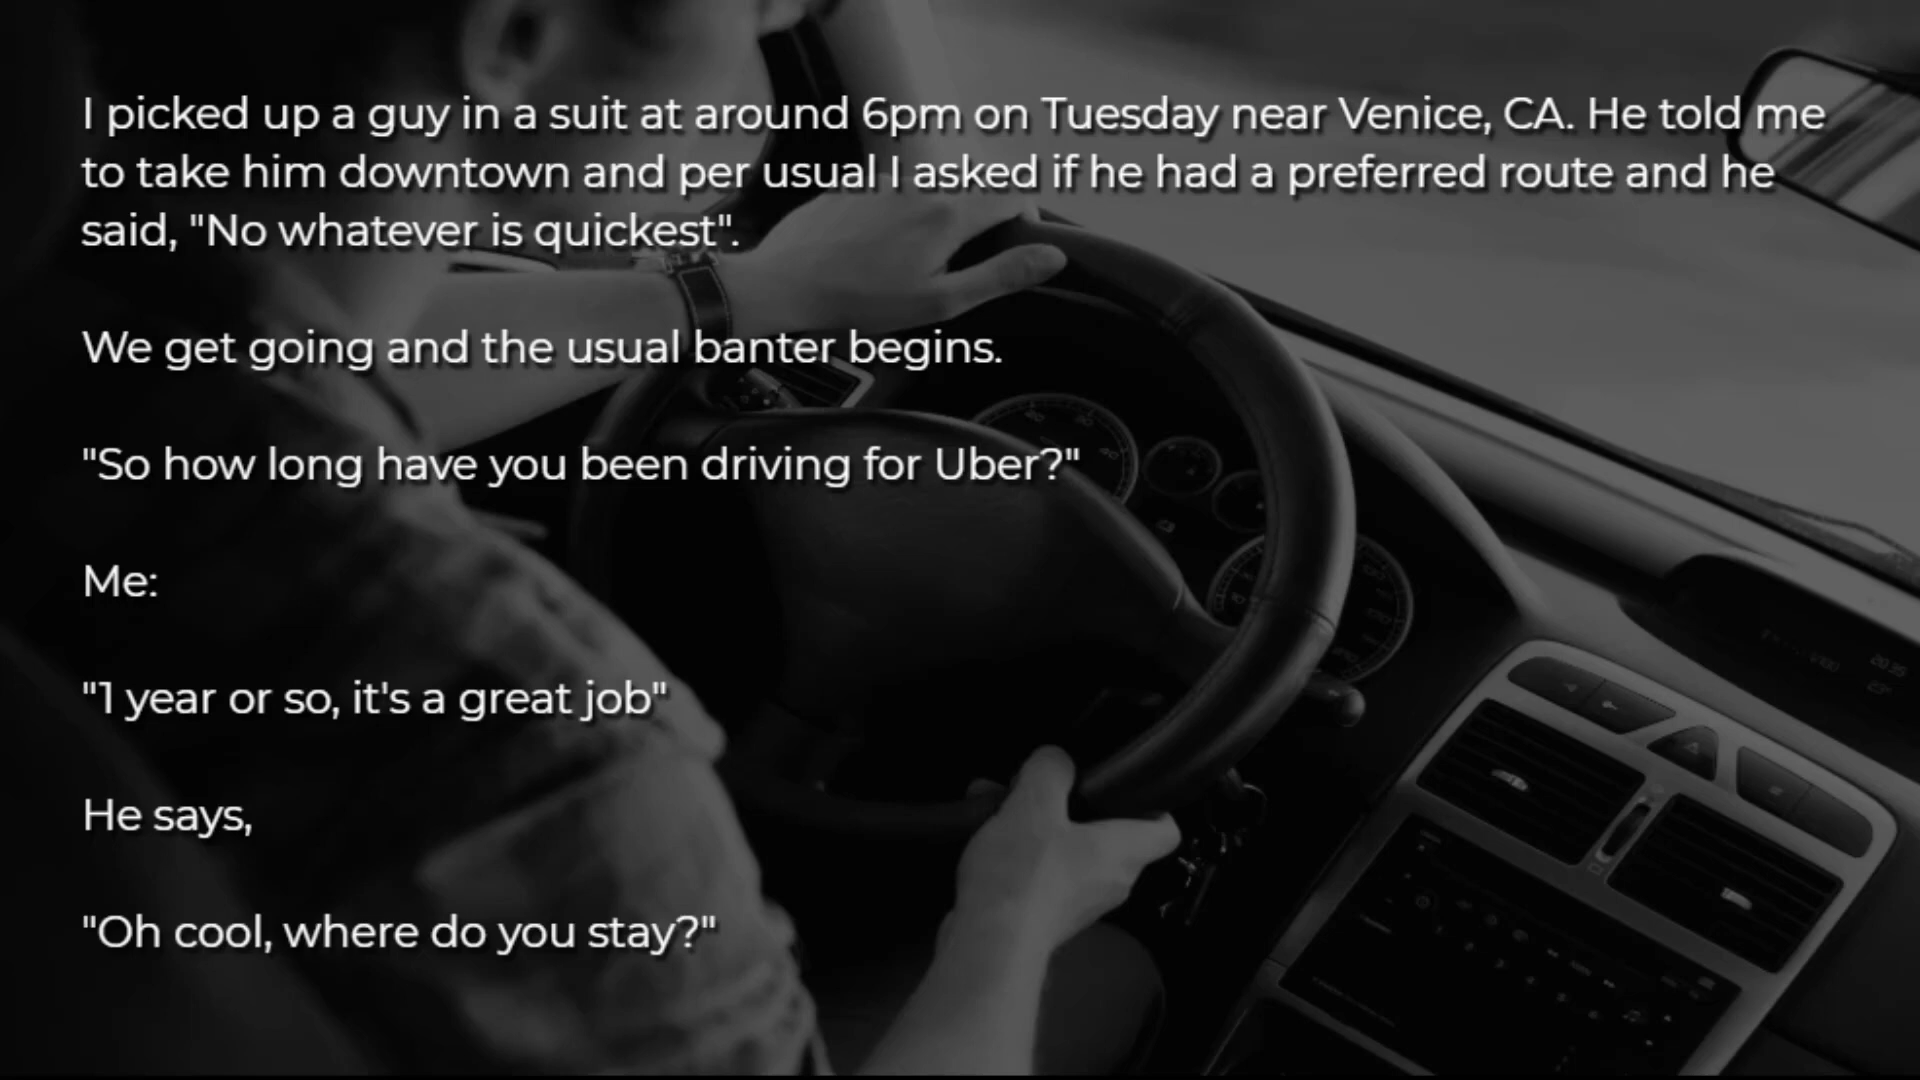 I picked up a guy in a suit at around 6pm on Tuesday near Venice, CA. He told me
to take him downtown and per usual I asked if he had a preferred route and he
said, "No whatever is quickest".
We get going and the usual banter begins.
"So how long have you been driving for Uber?"
Me:
"1 year or so, it's a great job"
He says,
"Oh cool, where do you stay?"